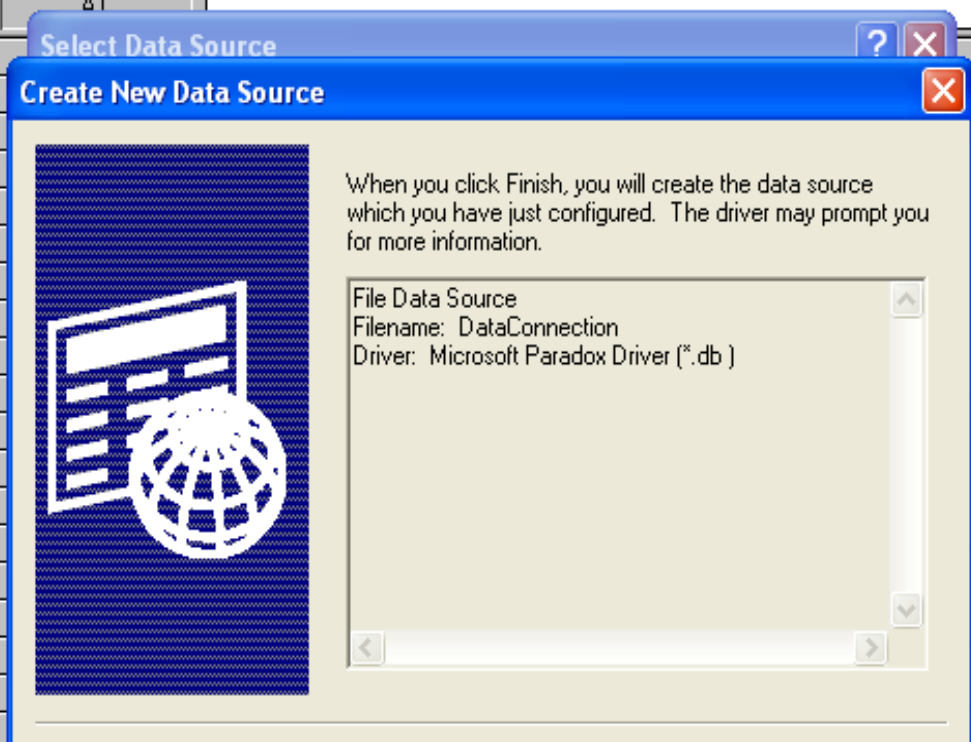 Select Data Source
Create New Data Source
When you click Finish, you will create the data source
which you have just configured.  The driver may prompt you
for more information.
File Data Source
Filename:  DataConnection
Driver:  Microsoft Paradox Driver (*.db )